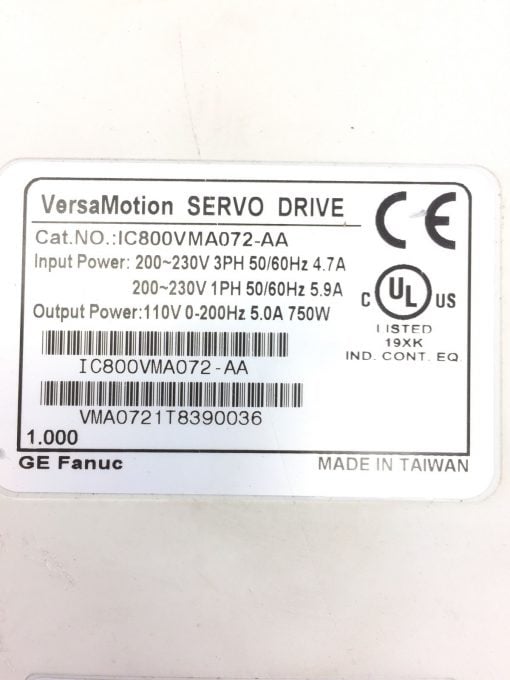 VersaMotion SERVO DRIVE
Cat.NO.:IC800VMA072-AA
Input Power: 200~230V 3PH 50/60Hz 4.7A
200~230V 1PH 50/60Hz 5.9A
Output Power:110V 0-200Hz 5.0A 750W
IC800VMA072-AA
VMA0721T8390036
1.000
GE Fanuc
CE
C UL US
LISTED
19XK
IND. CONT. EQ
MADE IN TAIWAN